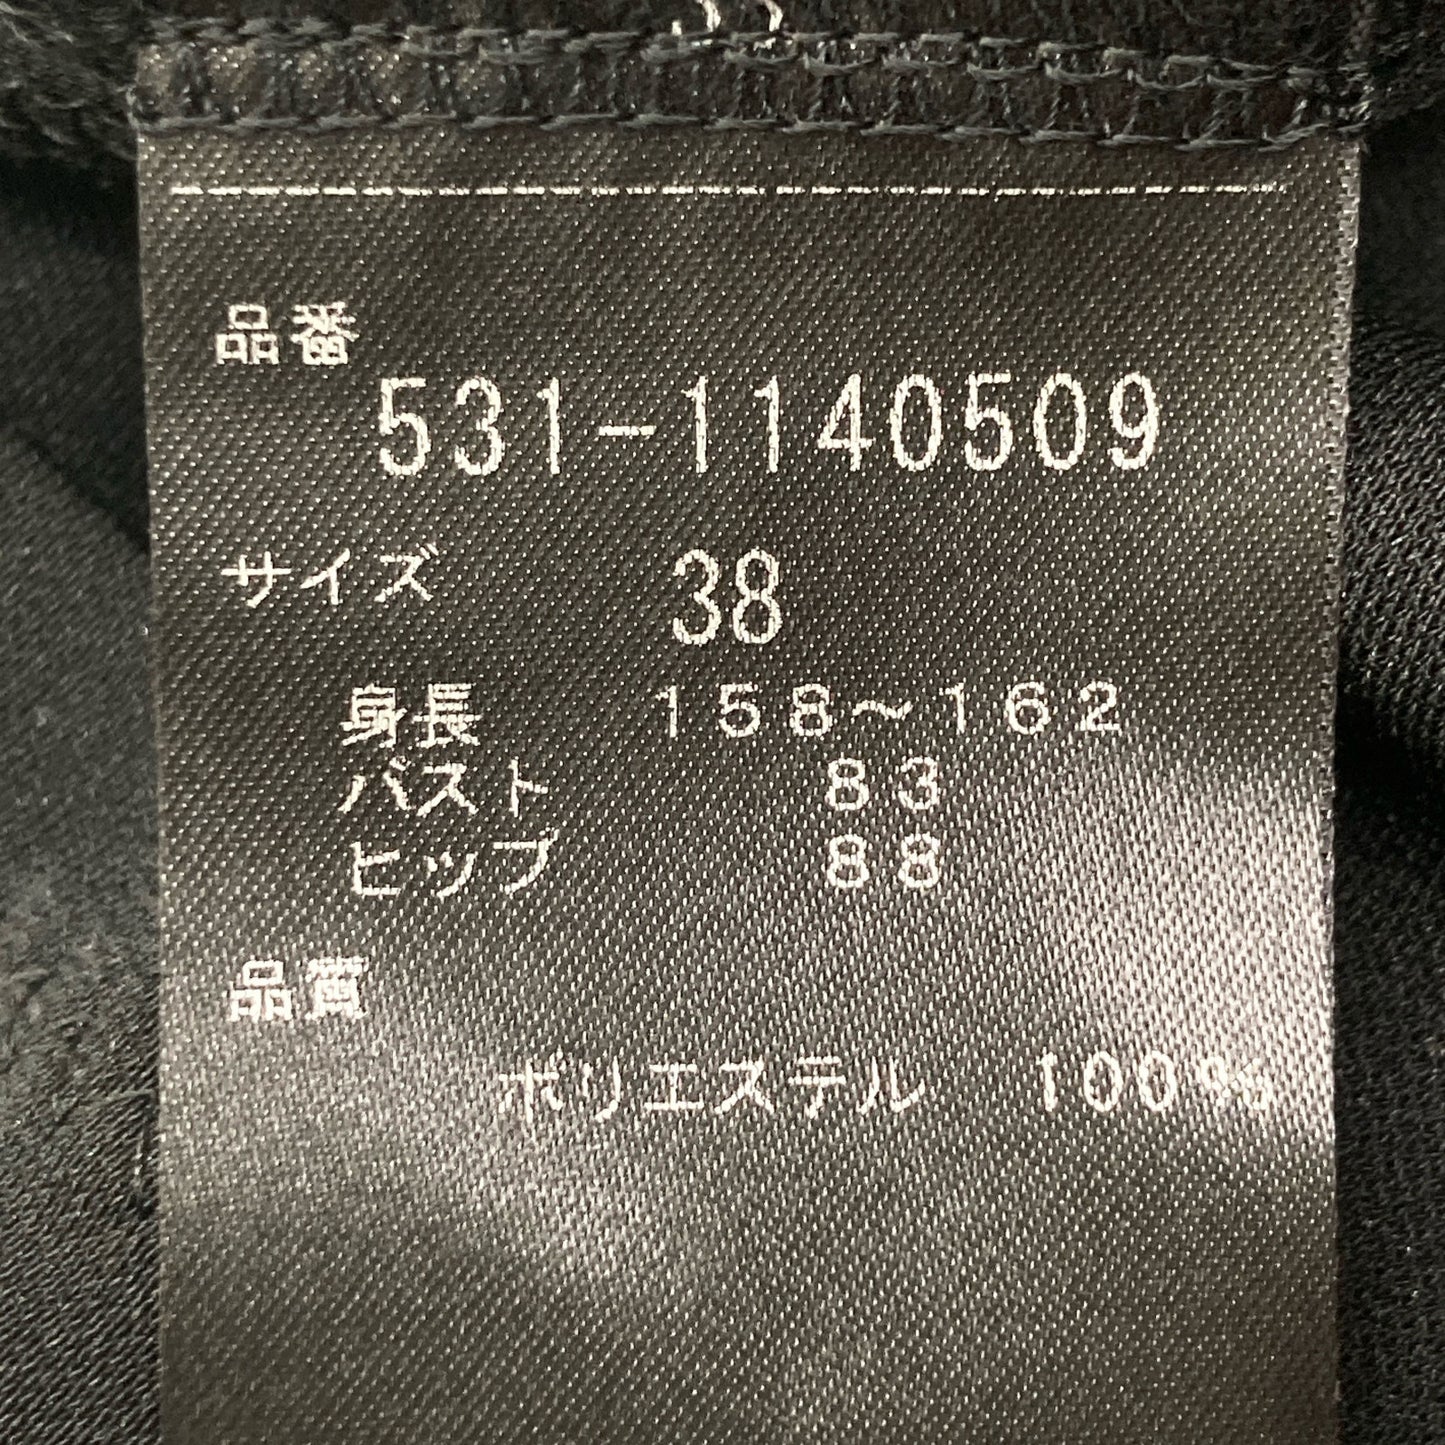 品番
531-1140509
サイズ 38
身長 158～162
バスト 83
ヒップ 88
品質
ポリエステル 100%